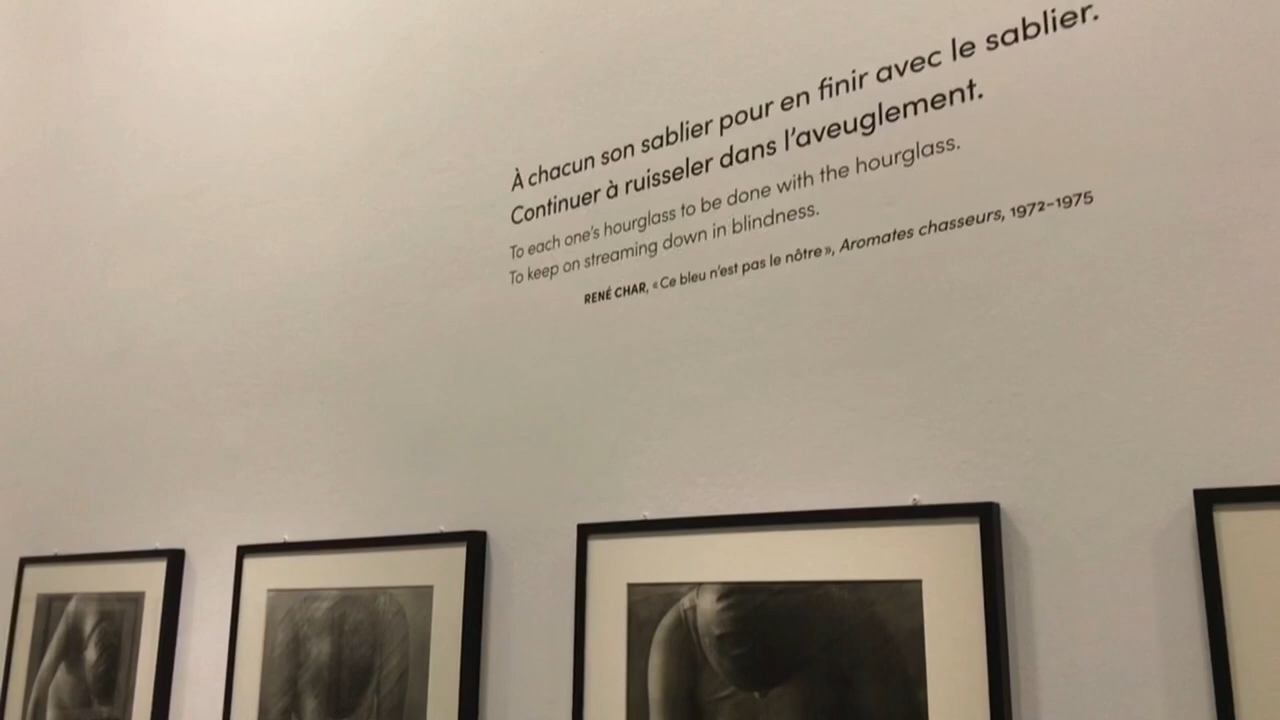 À chacun son sablier pour en finir avec le sablier.
Continuer à ruisseler dans l’aveuglement.
To each one’s hourglass to be done with the hourglass.
To keep on streaming down in blindness.
RENÉ CHAR, « Ce bleu n’est pas le nôtre », Aromates chasseurs, 1972-1975